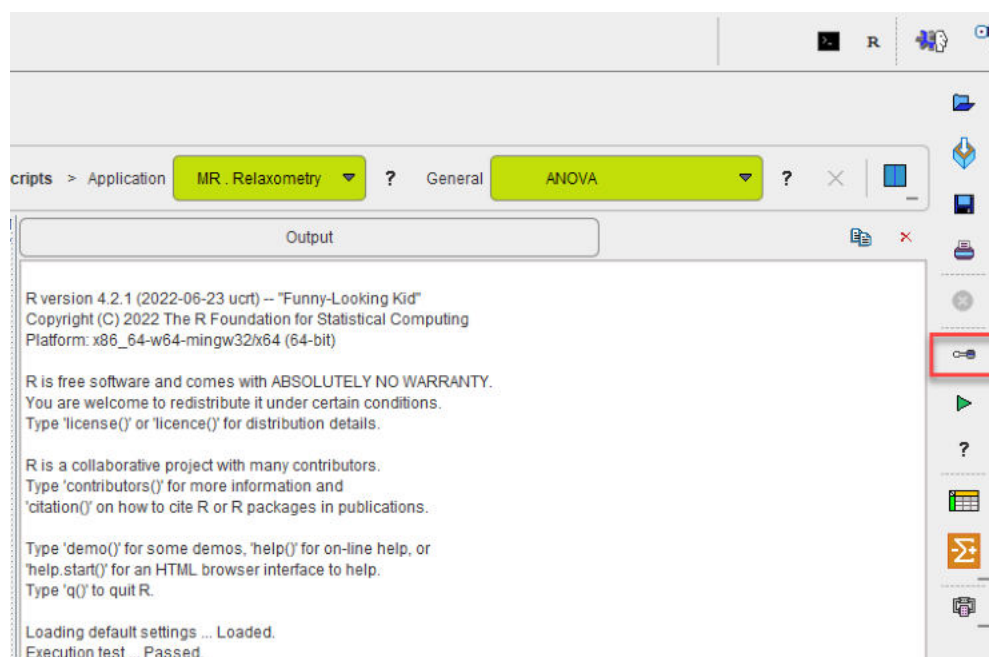 R
cripts > Application MR . Relaxometry ? General ANOVA ?
Output
R version 4.2.1 (2022-06-23 ucrt) -- "Funny-Looking Kid"
Copyright (C) 2022 The R Foundation for Statistical Computing
Platform: x86_64-w64-mingw32/x64 (64-bit)
R is free software and comes with ABSOLUTELY NO WARRANTY.
You are welcome to redistribute it under certain conditions.
Type 'license()' or 'licence()' for distribution details.
R is a collaborative project with many contributors.
Type 'contributors()' for more information and
'citation()' on how to cite R or R packages in publications.
?
Type 'demo()' for some demos, 'help()' for on-line help, or
'help.start()' for an HTML browser interface to help.
Type 'q()' to quit R.
Loading default settings ... Loaded.
Execution test ... Passed